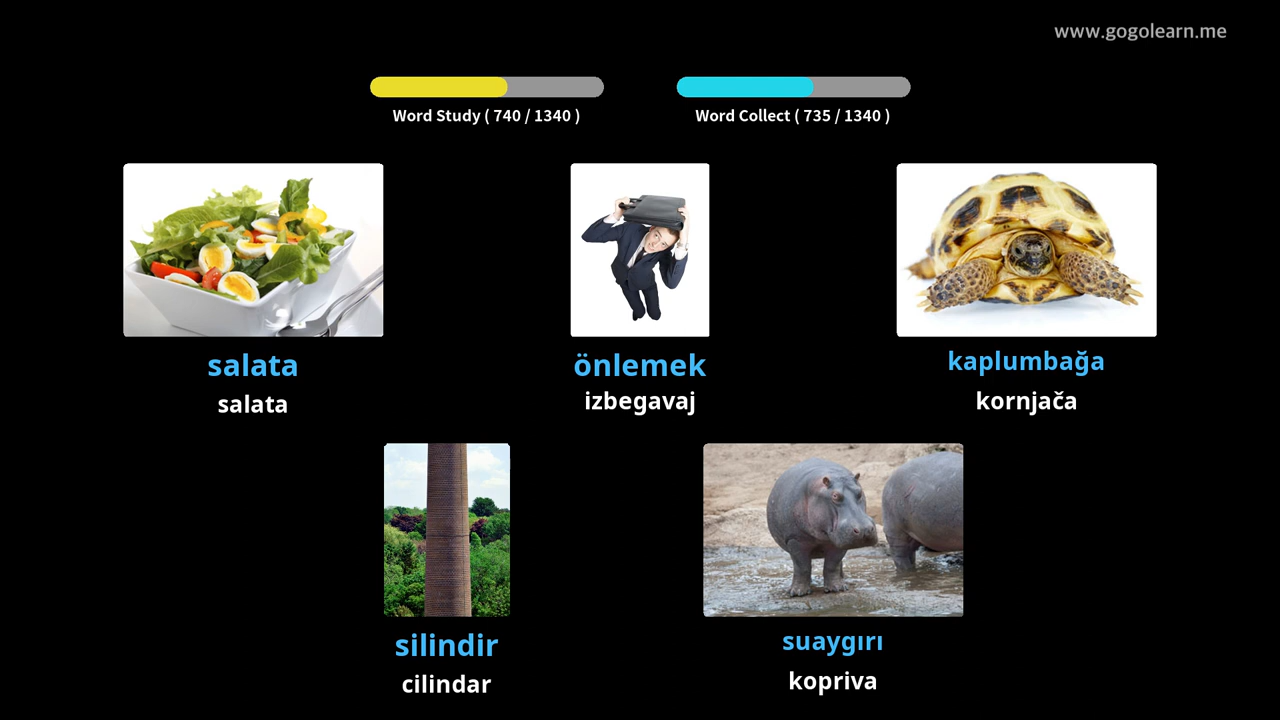 www.gogolearn.me
Word Study ( 740 / 1340 )
Word Collect ( 735 / 1340 )
salata
salata
önlemek
izbegavaj
kaplumbağa
kornjača
silindir
cilindar
suaygırı
kopriva